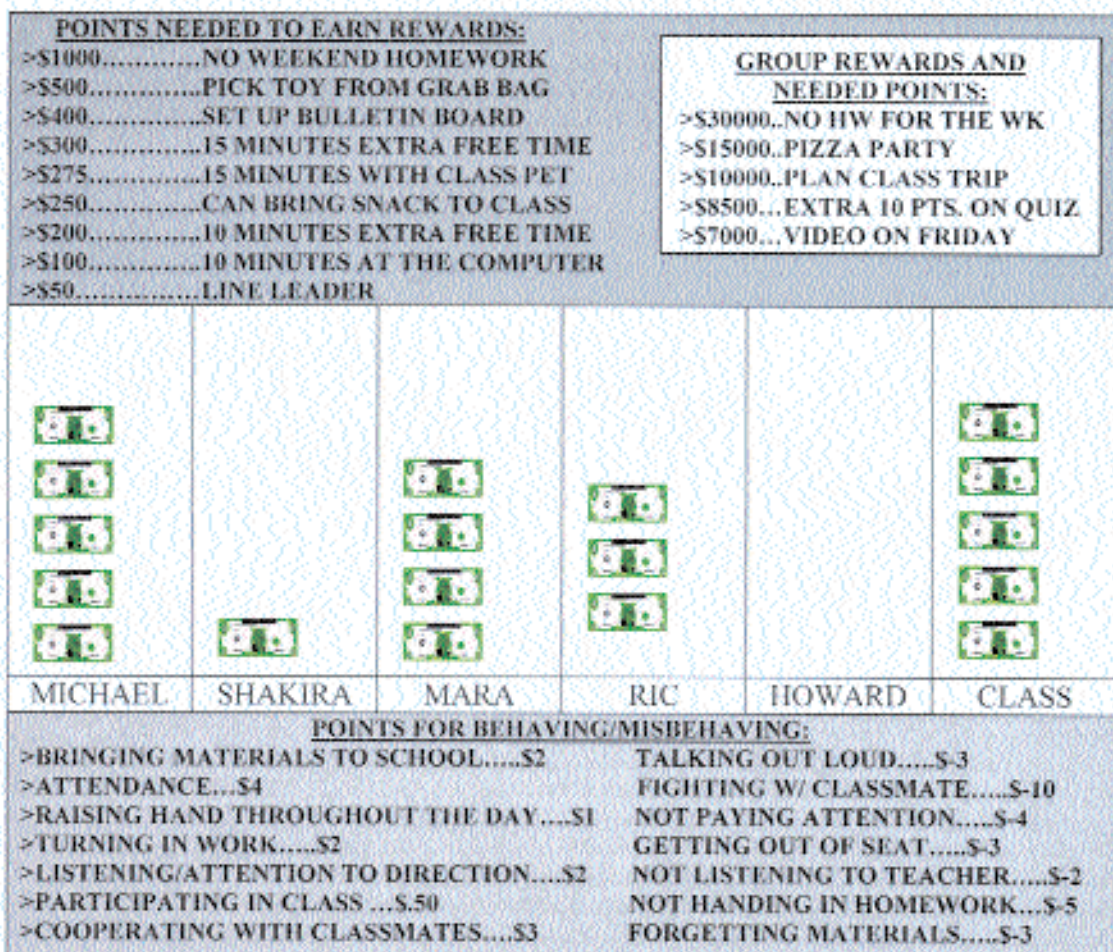 POINTS NEEDED TO EARN REWARDS:
>$1000............NO WEEKEND HOMEWORK
>$500..............PICK TOY FROM GRAB BAG
>$400..............SET UP BULLETIN BOARD
>$300..............15 MINUTES EXTRA FREE TIME
>$275..............15 MINUTES WITH CLASS PET
>$250..............CAN BRING SNACK TO CLASS
>$200..............10 MINUTES EXTRA FREE TIME
>$100..............10 MINUTES AT THE COMPUTER
>$50...............LINE LEADER
GROUP REWARDS AND
NEEDED POINTS:
>$30000..NO HW FOR THE WK
>$15000..PIZZA PARTY
>$10000..PLAN CLASS TRIP
>$8500...EXTRA 10 PTS. ON QUIZ
>$7000...VIDEO ON FRIDAY
MICHAEL SHAKIRA MARA RIC HOWARD CLASS
POINTS FOR BEHAVING/MISBEHAVING:
>BRINGING MATERIALS TO SCHOOL.....$2
>ATTENDANCE...$4
>RAISING HAND THROUGHOUT THE DAY....$1
>TURNING IN WORK.....$2
>LISTENING/ATTENTION TO DIRECTION....$2
>PARTICIPATING IN CLASS ...$.50
>COOPERATING WITH CLASSMATES....$3
TALKING OUT LOUD.....$-3
FIGHTING W/ CLASSMATE.....$-10
NOT PAYING ATTENTION.....$-4
GETTING OUT OF SEAT.....$-3
NOT LISTENING TO TEACHER.....$-2
NOT HANDING IN HOMEWORK...$-5
FORGETTING MATERIALS.....$-3